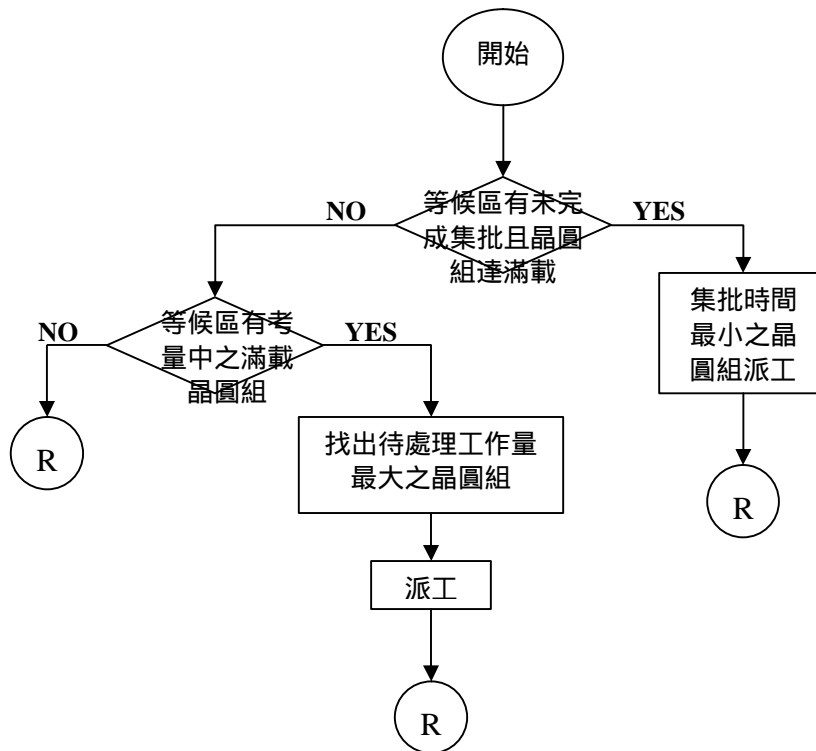 開始
等候區有未完
成集批且晶圓
組達滿載
NO
YES
集批時間
最小之晶
圓組派工
等候區有考
量中之滿載
晶圓組
NO
YES
R
找出待處理工作量
最大之晶圓組
R
派工
R